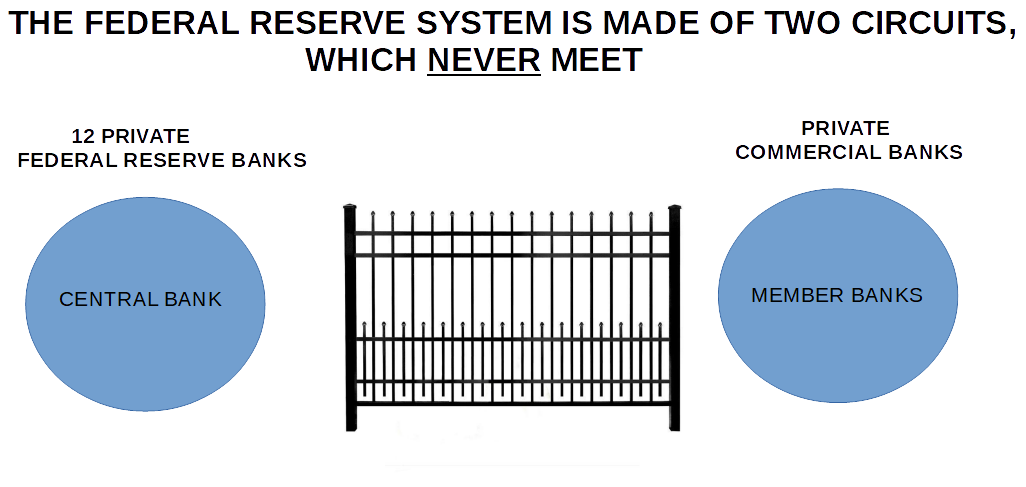 THE FEDERAL RESERVE SYSTEM IS MADE OF TWO CIRCUITS,
WHICH NEVER MEET
12 PRIVATE
FEDERAL RESERVE BANKS
PRIVATE
COMMERCIAL BANKS
CENTRAL BANK
MEMBER BANKS